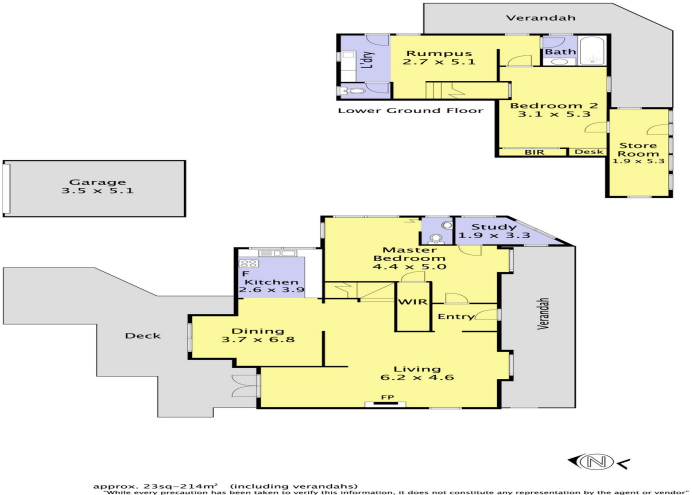 Verandah
Bath
L'dry
Rumpus
2.7 x 5.1
Lower Ground Floor
Bedroom 2
3.1 x 5.3
Store
Room
1.9 x 5.3
BIR
Desk
Garage
3.5 x 5.1
Study
1.9 x 3.3
Master
Bedroom
4.4 x 5.0
F
Kitchen
2.6 x 3.9
WIR
Entry
Verandah
Deck
Dining
3.7 x 6.8
Living
6.2 x 4.6
FP
N
approx. 23sq-214m² (including verandahs)
"While every precaution has been taken to verify this information, it does not constitute any representation by the agent or vendor"